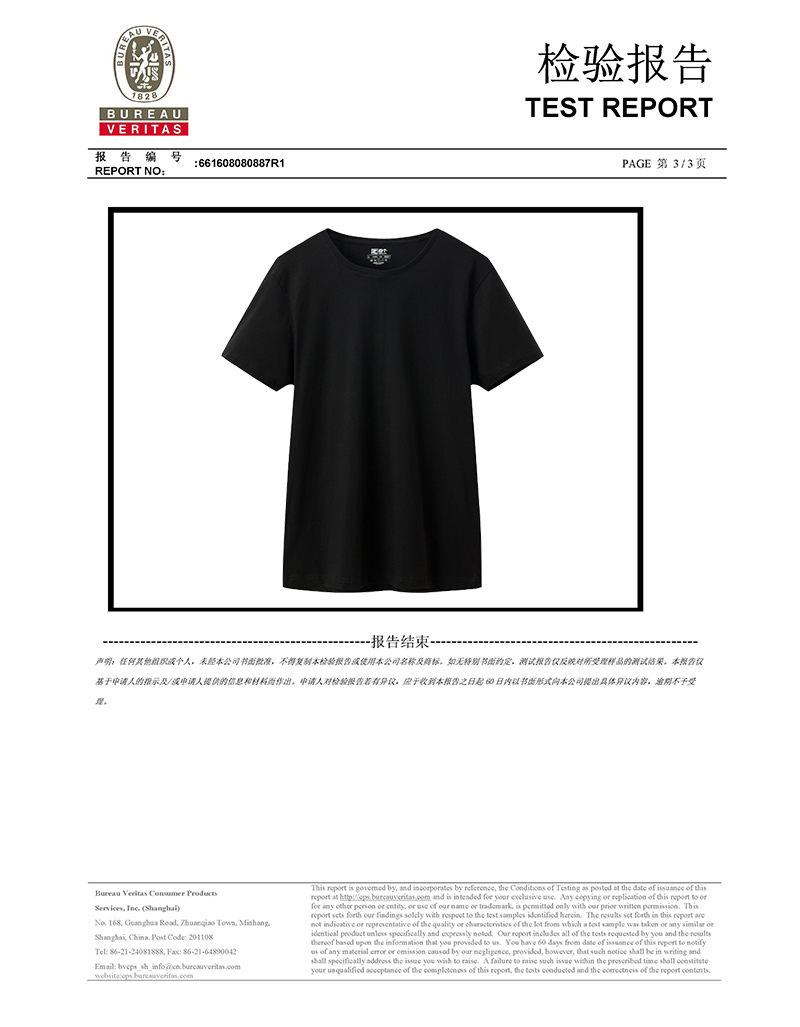 BUREAU VERITAS
1828
BUREAU
VERITAS
检验报告
TEST REPORT
报 告 编 号
REPORT NO:
:661608080887R1
PAGE 第 3 / 3 页
---------------------------------------------------报告结束---------------------------------------------------
声明：任何其他组织或个人，未经本公司书面批准，不得复制本检验报告或使用本公司名称及商标。如无特别书面约定，测试报告仅反映对所受理样品的测试结果。本报告仅
基于申请人的指示及/或申请人提供的信息和材料而作出。申请人对检验报告若有异议，应于收到本报告之日起 60 日内以书面形式向本公司提出具体异议内容，逾期不予受
理。
Bureau Veritas Consumer Products
Services, Inc. (Shanghai)
No. 168, Guanghua Road, Zhuanqiao Town, Minhang,
Shanghai, China. Post Code: 201108
Tel: 86-21-24081888, Fax: 86-21-64890042
Email: bvcps_sh_info@cn.bureauveritas.com
website:cps.bureauveritas.com
This report is governed by, and incorporates by reference, the Conditions of Testing as posted at the date of issuance of this
report at http://cps.bureauveritas.com and is intended for your exclusive use. Any copying or replication of this report to or
for any other person or entity, or use of our name or trademark, is permitted only with our prior written permission. This
report sets forth our findings solely with respect to the test samples identified herein. The results set forth in this report are
not indicative or representative of the quality or characteristics of the lot from which a test sample was taken or any similar or
identical product unless specifically and expressly noted. Our report includes all of the tests requested by you and the results
thereof based upon the information that you provided to us. You have 60 days from date of issuance of this report to notify
us of any material error or omission caused by our negligence, provided, however, that such notice shall be in writing and
shall specifically address the issue you wish to raise. A failure to raise such issue within the prescribed time shall constitute
your unqualified acceptance of the completeness of this report, the tests conducted and the correctness of the report contents.